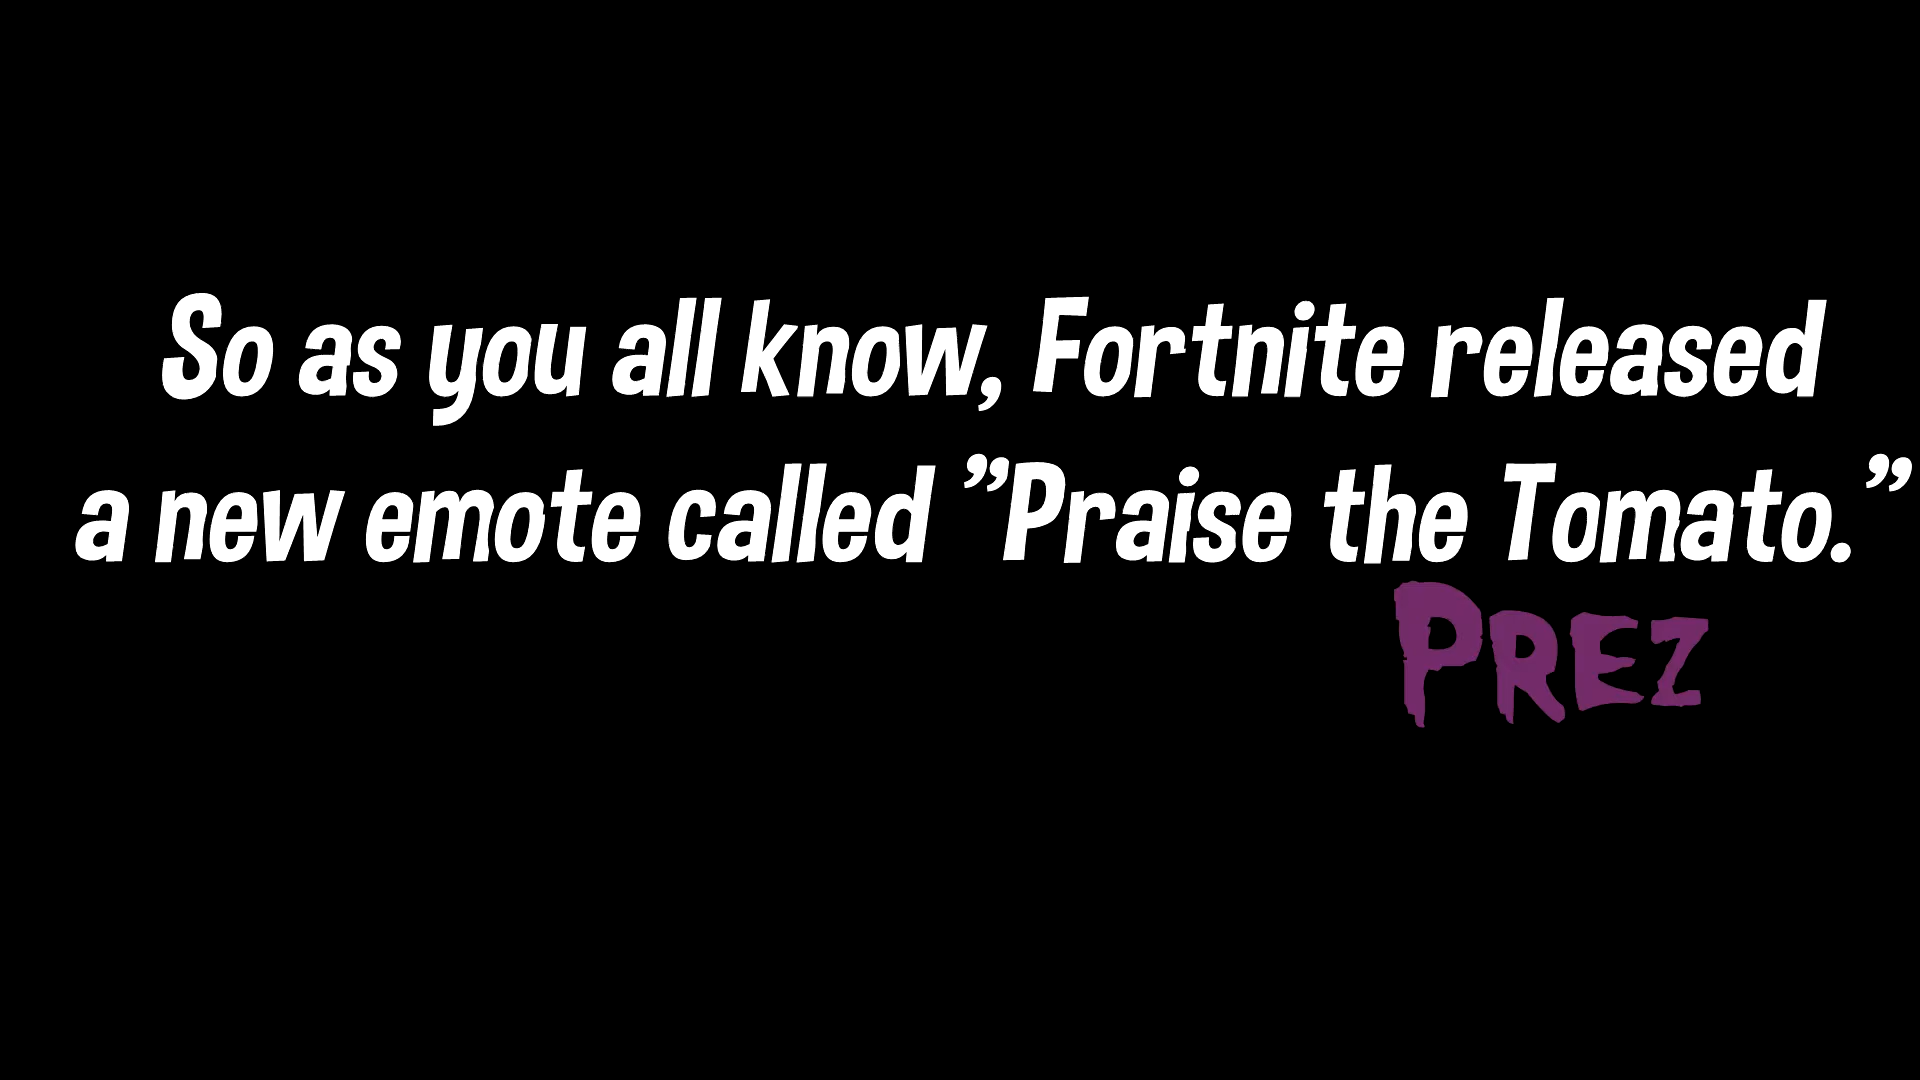 So as you all know, Fortnite released
a new emote called ”Praise the Tomato.”
PREZ